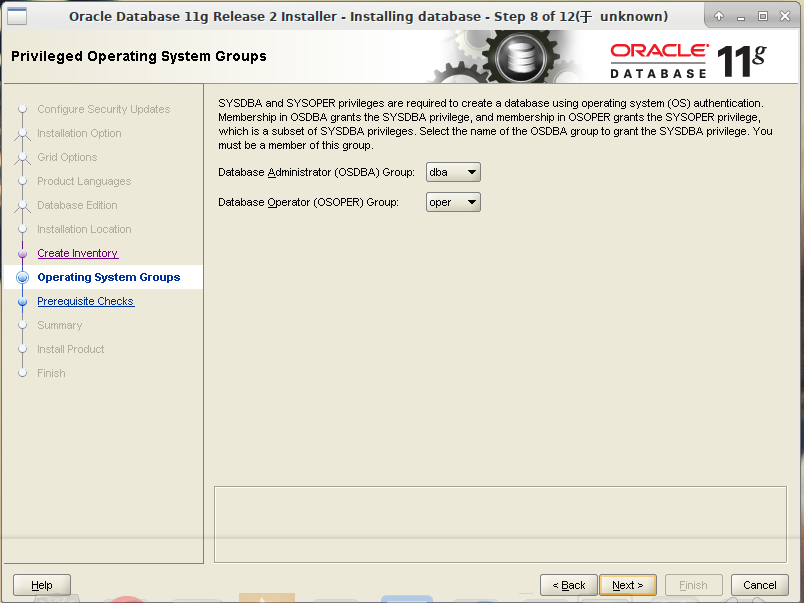 Oracle Database 11g Release 2 Installer - Installing database - Step 8 of 12(于 unknown)
Privileged Operating System Groups
ORACLE
DATABASE
11g
Configure Security Updates
Installation Option
Grid Options
Product Languages
Database Edition
Installation Location
Create Inventory
Operating System Groups
Prerequisite Checks
Summary
Install Product
Finish
SYSDBA and SYSOPER privileges are required to create a database using operating system (OS) authentication.
Membership in OSDBA grants the SYSDBA privilege, and membership in OSOPER grants the SYSOPER privilege,
which is a subset of SYSDBA privileges. Select the name of the OSDBA group to grant the SYSDBA privilege. You
must be a member of this group.
Database Administrator (OSDBA) Group: dba
Database Operator (OSOPER) Group: oper
Help < Back Next > Finish Cancel